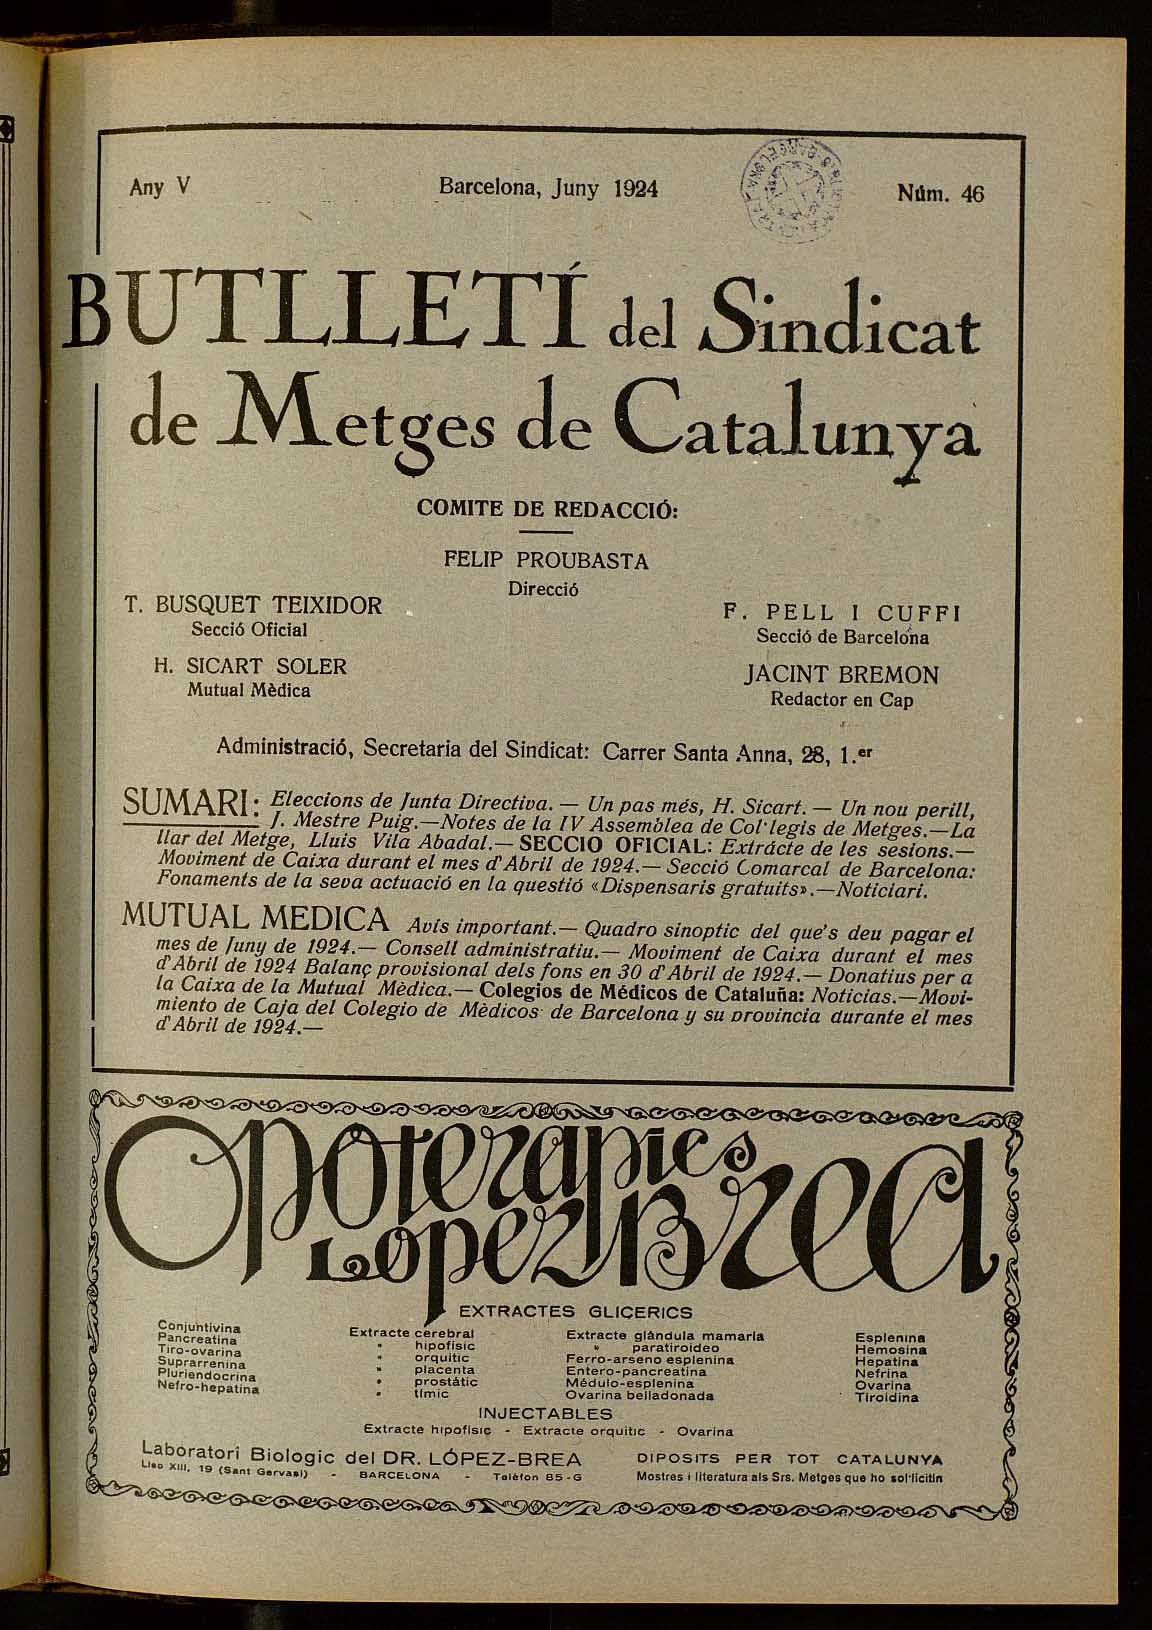 Any V Barcelona, Juny 1924 Núm. 46
BUTLLETÍ del Sindicat
de Metges de Catalunya
COMITE DE REDACCIÓ:
FELIP PROUBASTA
Direcció
T. BUSQUET TEIXIDOR
Secció Oficial
H. SICART SOLER
Mutual Mèdica
F. PELL I CUFFI
Secció de Barcelona
JACINT BREMON
Redactor en Cap
Administració, Secretaria del Sindicat: Carrer Santa Anna, 28, 1.er
SUMARI: Eleccions de Junta Directiva. — Un pas més, H. Sicart. — Un nou perill,
J. Mestre Puig.—Notes de la IV Assemblea de Col·legis de Metges.—La
llar del Metge, Lluis Vila Abadal.— SECCIO OFICIAL: Extrácte de les sesions.—
Moviment de Caixa durant el mes d'Abril de 1924.— Secció Comarcal de Barcelona:
Fonaments de la seva actuació en la questió «Dispensaris gratuits».—Noticiari.
MUTUAL MEDICA Avis important.— Quadro sinoptic del que's deu pagar el
mes de Juny de 1924.— Consell administratiu.— Moviment de Caixa durant el mes
d'Abril de 1924 Balanç provisional dels fons en 30 d'Abril de 1924.— Donatius per a
la Caixa de la Mutual Mèdica.— Colegios de Médicos de Cataluña: Noticias.—Movi-
miento de Caja del Colegio de Mèdicos de Barcelona y su provincia durante el mes
d'Abril de 1924.—
Opoterapics
Lopez Brea
EXTRACTES GLICERICS
Conjuntivina
Pancreatina
Tiro-ovarina
Suprarrenina
Pluriendocrina
Nefro-hepatina
Extracte cerebral
" hipofisic
" orquitic
" placenta
" prostàtic
" tímic
Extracte glàndula mamaria
" paratiroideo
Ferro-arseno esplenina
Entero-pancreatina
Médulo-esplenina
Ovarina belladonada
Esplenina
Hemosina
Hepatina
Nefrina
Ovarina
Tiroidina
INJECTABLES
Extracte hipofisic - Extracte orquitic - Ovarina
Laboratori Biologic del DR. LÓPEZ-BREA
Lleo XIII, 19 (Sant Gervasi) - BARCELONA - Telèfon 85-G
DIPOSITS PER TOT CATALUNYA
Mostres i literatura als Srs. Metges que ho sol·licitin